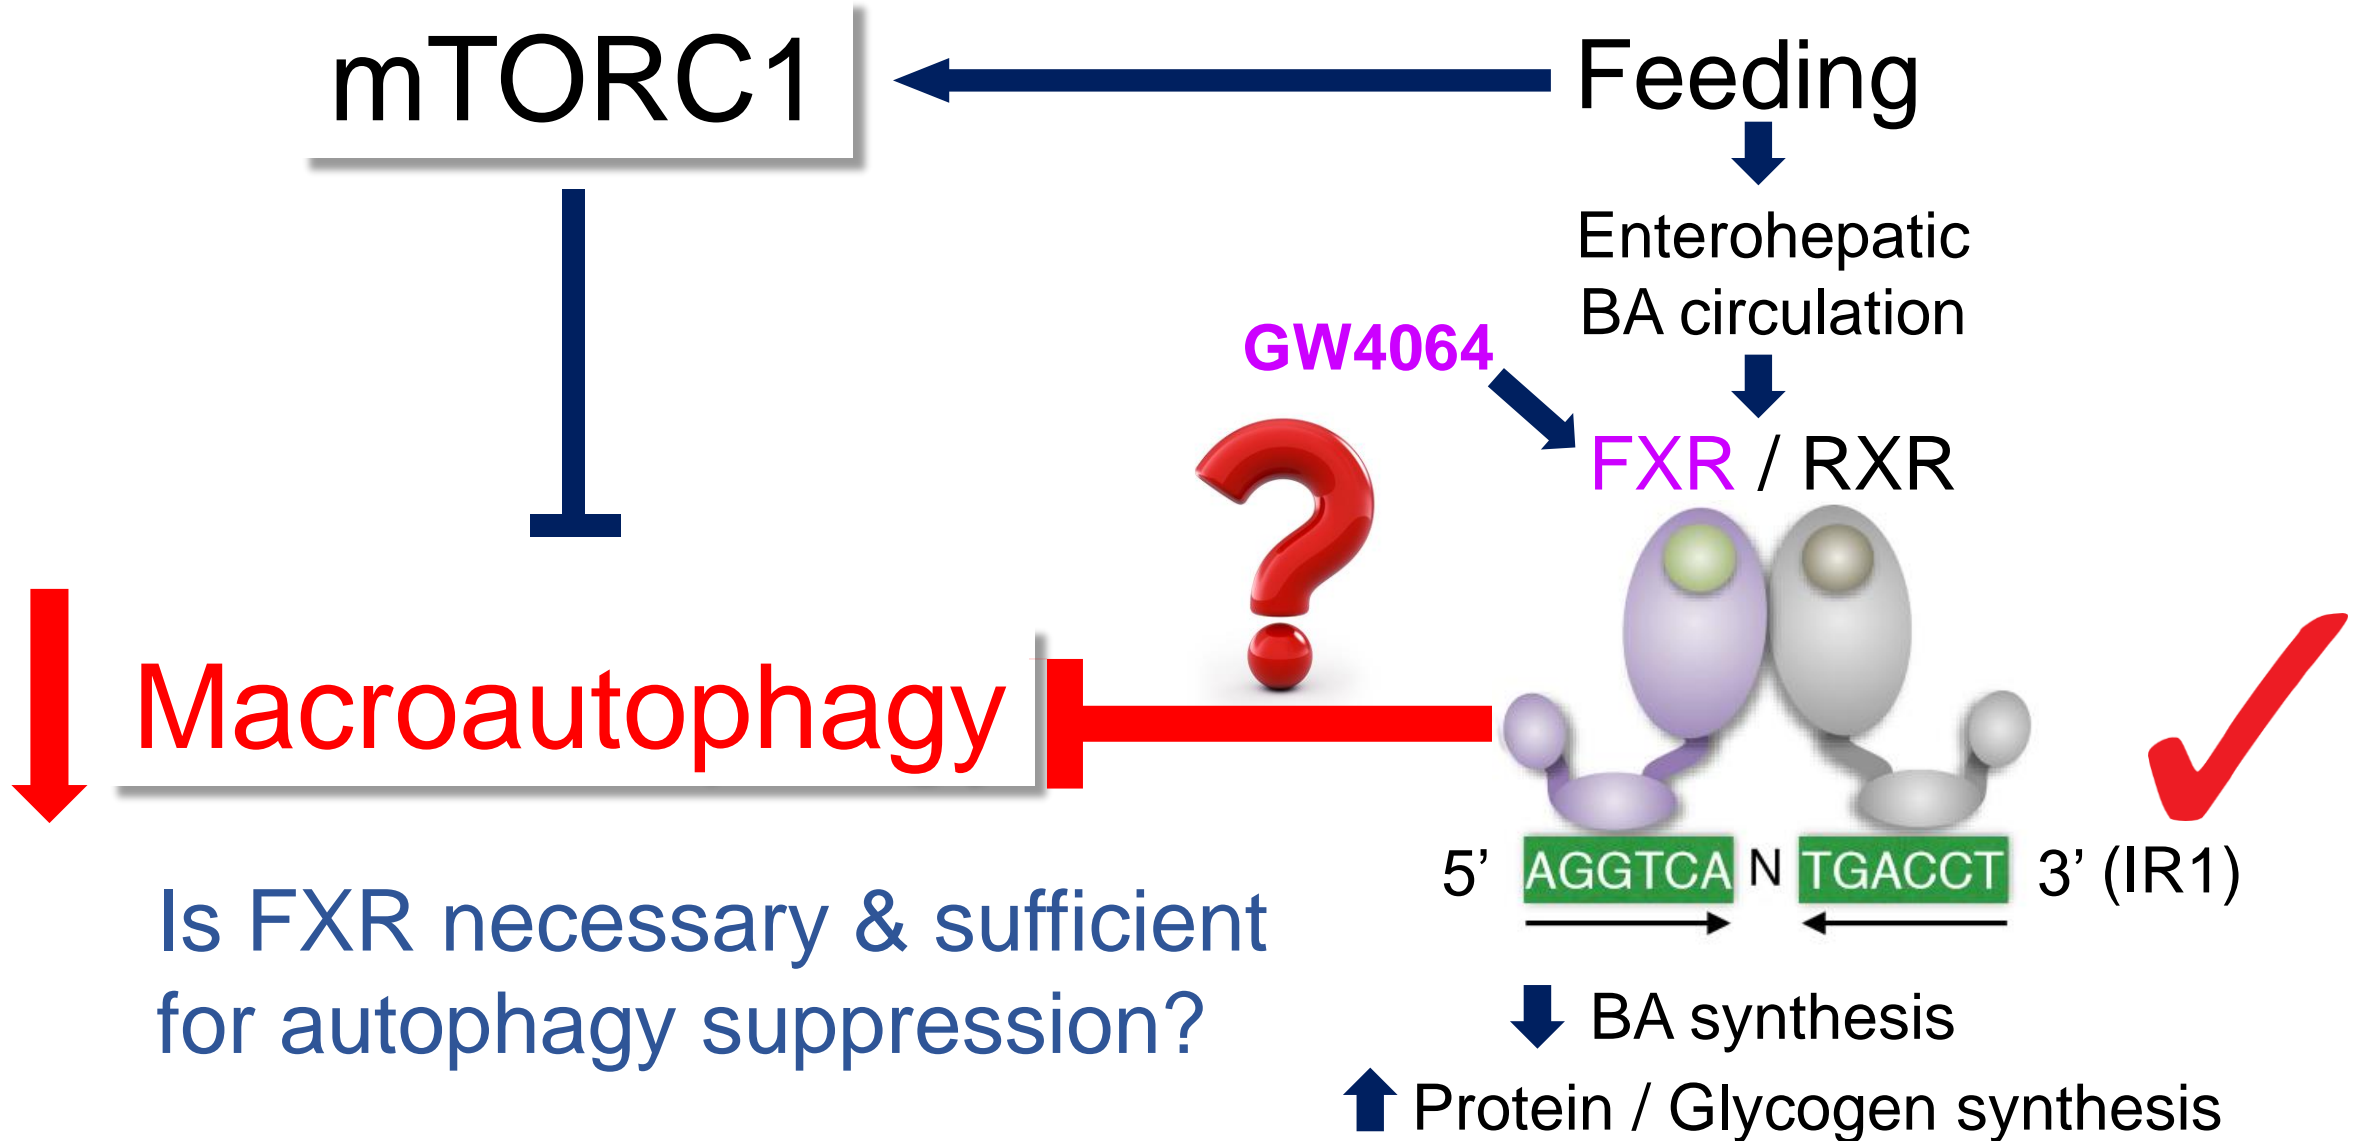 mTORC1
Feeding
Enterohepatic
BA circulation
GW4064
FXR / RXR
Macroautophagy
5’ AGGTCA N TGACCT 3’ (IR1)
Is FXR necessary & sufficient
for autophagy suppression?
BA synthesis
Protein / Glycogen synthesis